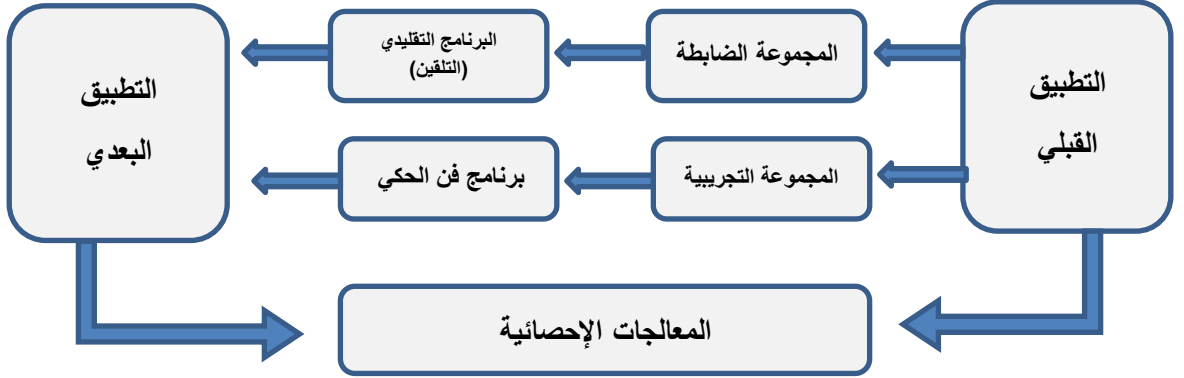 التطبيق
القبلي
المجموعة الضابطة
البرنامج التقليدي
(التلقين)
التطبيق
البعدي
المجموعة التجريبية
برنامج فن الحكي
المعالجات الإحصائية